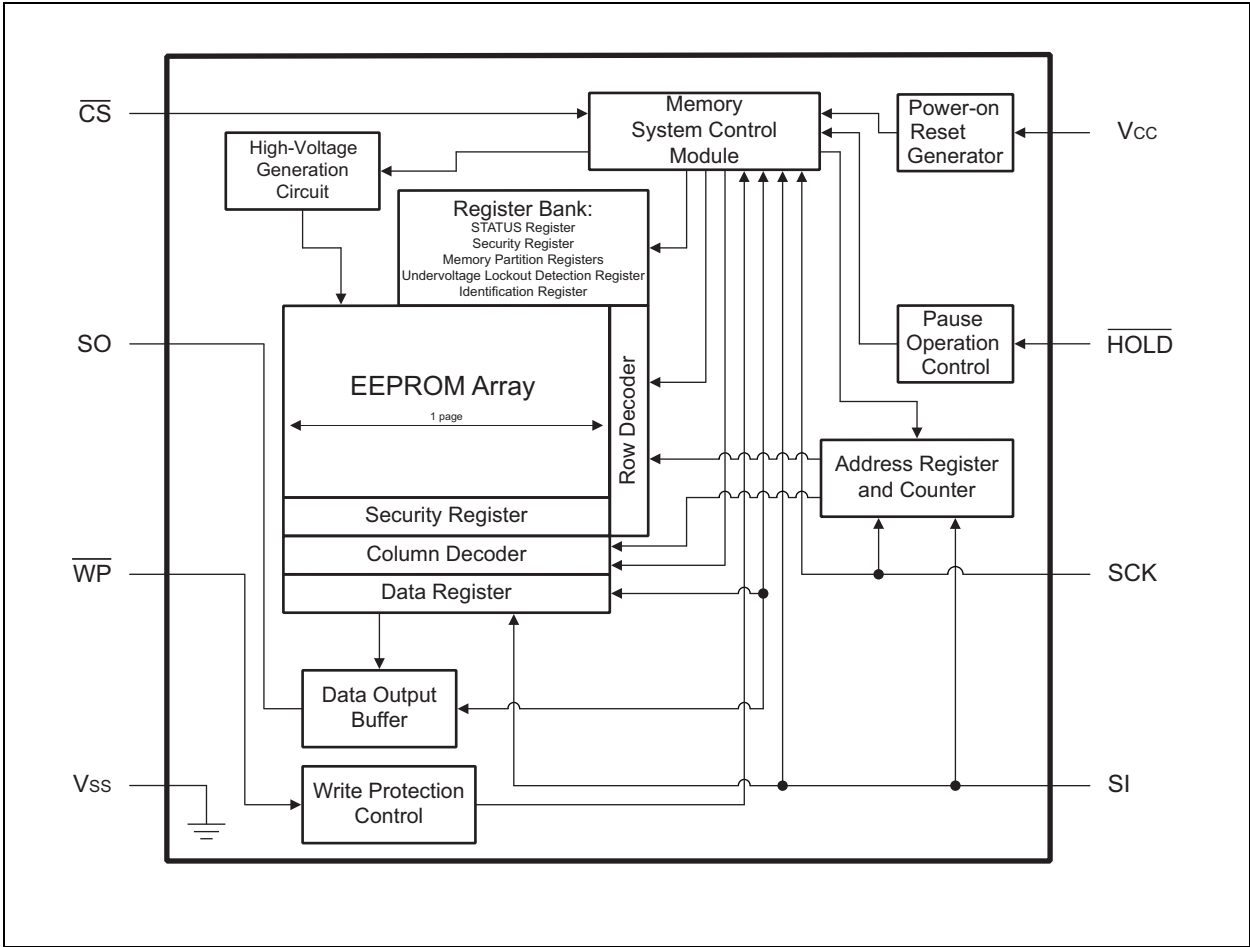 CS
Memory
System Control
Module
Power-on
Reset
Generator
VCC
High-Voltage
Generation
Circuit
Register Bank:
STATUS Register
Security Register
Memory Partition Registers
Undervoltage Lockout Detection Register
Identification Register
SO
EEPROM Array
1 page
Row Decoder
Pause
Operation
Control
HOLD
Address Register
and Counter
Security Register
Column Decoder
Data Register
WP
SCK
Data Output
Buffer
VSS
Write Protection
Control
SI